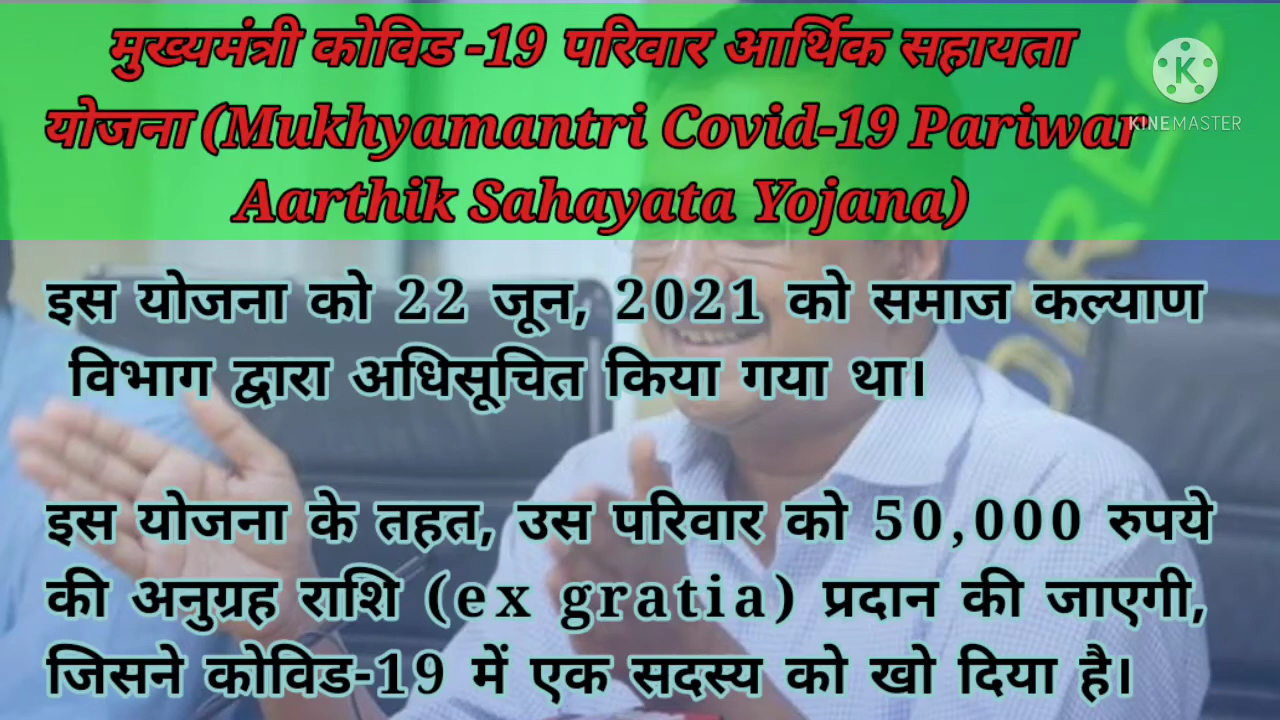 मुख्यमंत्री कोविड -19 परिवार आर्थिक सहायता
योजना (Mukhyamantri Covid-19 Pariwar
Aarthik Sahayata Yojana)
K
KINEMASTER
इस योजना को 22 जून, 2021 को समाज कल्याण
विभाग द्वारा अधिसूचित किया गया था।
इस योजना के तहत, उस परिवार को 50,000 रुपये
की अनुग्रह राशि (ex gratia) प्रदान की जाएगी,
जिसने कोविड-19 में एक सदस्य को खो दिया है।